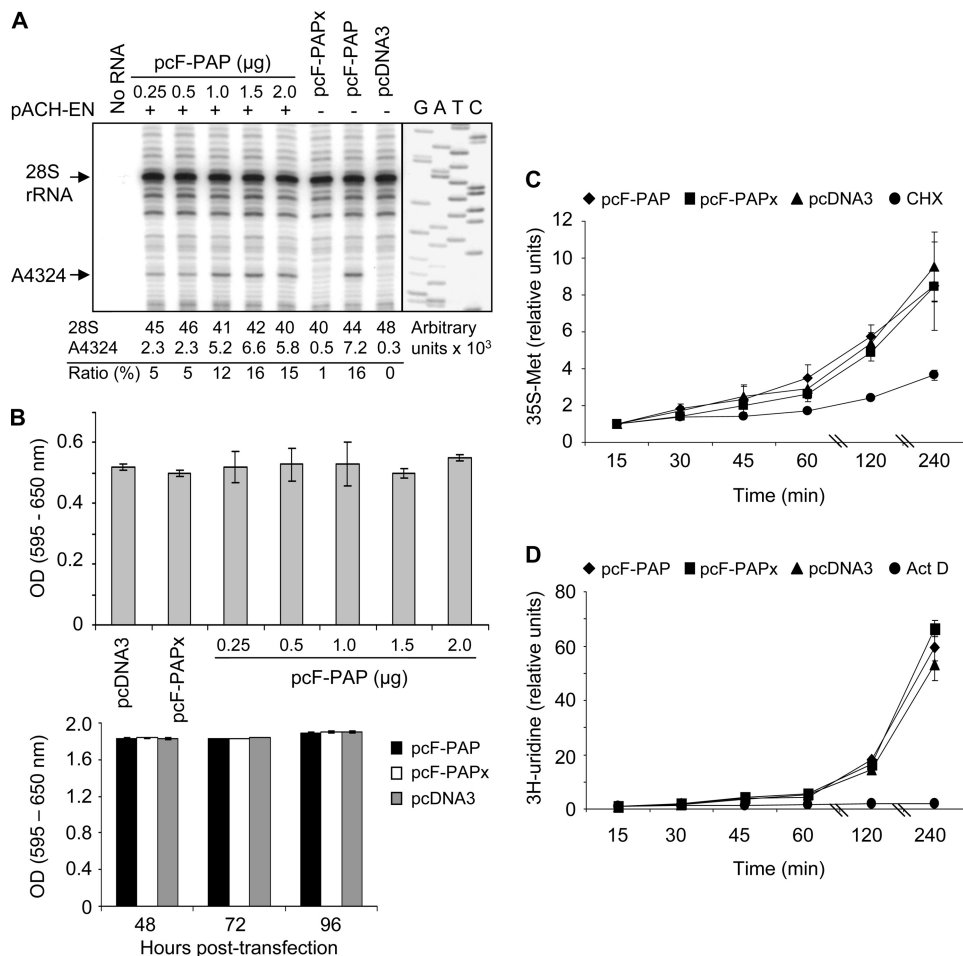 A
No RNA
pcF-PAP (µg)
pcF-PAPx
pcF-PAP
pcDNA3
0.25 0.5 1.0 1.5 2.0
pACH-EN + + + + + - - -
G A T C
28S
rRNA
A4324
28S 45 46 41 42 40 40 44 48 Arbitrary
A4324 2.3 2.3 5.2 6.6 5.8 0.5 7.2 0.3 units x 10³
Ratio (%) 5 5 12 16 15 1 16 0
B
OD (595 - 650 nm)
0.6
0.4
0.2
0
pcDNA3
pcF-PAPx
0.25 0.5 1.0 1.5 2.0
pcF-PAP (µg)
OD (595 – 650 nm)
2.0
1.6
1.2
0.8
0.4
0
pcF-PAP
pcF-PAPx
pcDNA3
48 72 96
Hours post-transfection
C
pcF-PAP pcF-PAPx pcDNA3 CHX
35S-Met (relative units)
12
10
8
6
4
2
0
15 30 45 60 120 240
Time (min)
D
pcF-PAP pcF-PAPx pcDNA3 Act D
3H-uridine (relative units)
80
60
40
20
0
15 30 45 60 120 240
Time (min)